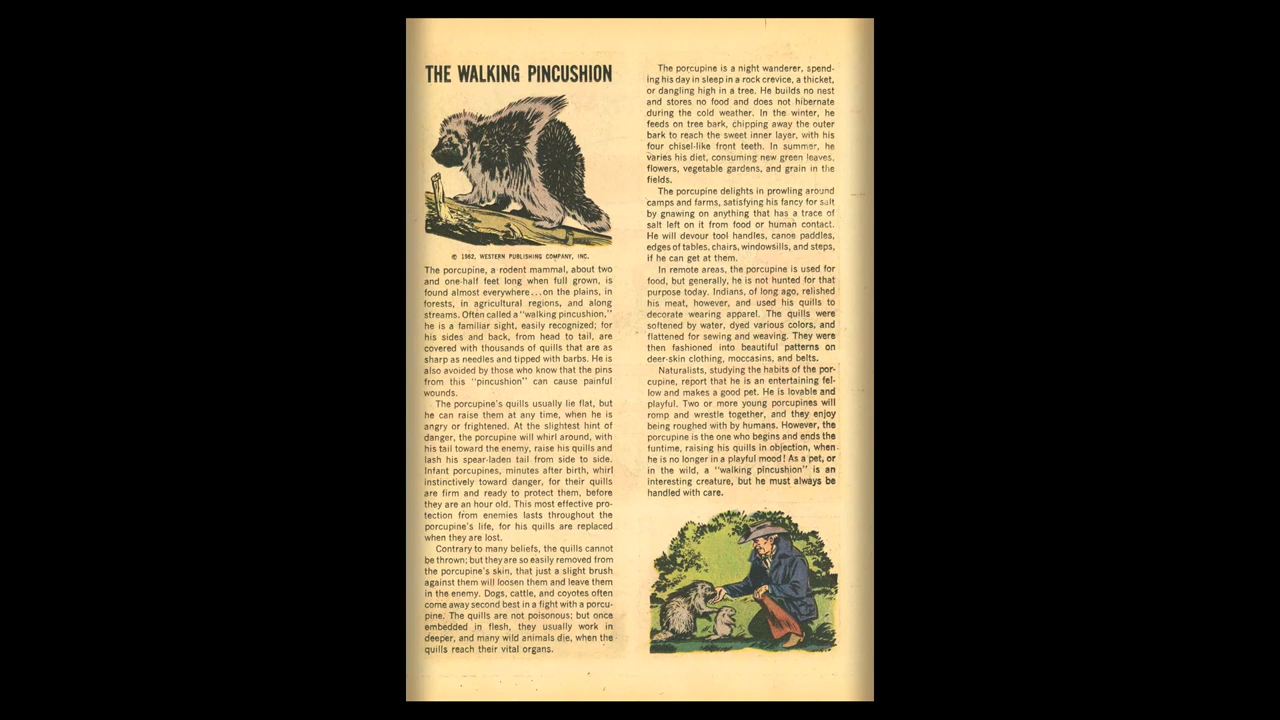 THE WALKING PINCUSHION
© 1962, WESTERN PUBLISHING COMPANY, INC.
The porcupine, a rodent mammal, about two
and one-half feet long when full grown, is
found almost everywhere...on the plains, in
forests, in agricultural regions, and along
streams. Often called a "walking pincushion,"
he is a familiar sight, easily recognized; for
his sides and back, from head to tail, are
covered with thousands of quills that are as
sharp as needles and tipped with barbs. He is
also avoided by those who know that the pins
from this "pincushion" can cause painful
wounds.
The porcupine's quills usually lie flat, but
he can raise them at any time, when he is
angry or frightened. At the slightest hint of
danger, the porcupine will whirl around, with
his tail toward the enemy, raise his quills and
lash his spear-laden tail from side to side.
Infant porcupines, minutes after birth, whirl
instinctively toward danger, for their quills
are firm and ready to protect them, before
they are an hour old. This most effective pro-
tection from enemies lasts throughout the
porcupine's life, for his quills are replaced
when they are lost.
Contrary to many beliefs, the quills cannot
be thrown; but they are so easily removed from
the porcupine's skin, that just a slight brush
against them will loosen them and leave them
in the enemy. Dogs, cattle, and coyotes often
come away second best in a fight with a porcu-
pine. The quills are not poisonous; but once
embedded in flesh, they usually work in
deeper, and many wild animals die, when the
quills reach their vital organs.
The porcupine is a night wanderer, spend-
ing his day in sleep in a rock crevice, a thicket,
or dangling high in a tree. He builds no nest
and stores no food and does not hibernate
during the cold weather. In the winter, he
feeds on tree bark, chipping away the outer
bark to reach the sweet inner layer, with his
four chisel-like front teeth. In summer, he
varies his diet, consuming new green leaves,
flowers, vegetable gardens, and grain in the
fields.
The porcupine delights in prowling around
camps and farms, satisfying his fancy for salt
by gnawing on anything that has a trace of
salt left on it from food or human contact.
He will devour tool handles, canoe paddles,
edges of tables, chairs, windowsills, and steps,
if he can get at them.
In remote areas, the porcupine is used for
food, but generally, he is not hunted for that
purpose today. Indians, of long ago, relished
his meat, however, and used his quills to
decorate wearing apparel. The quills were
softened by water, dyed various colors, and
flattened for sewing and weaving. They were
then fashioned into beautiful patterns on
deer-skin clothing, moccasins, and belts.
Naturalists, studying the habits of the por-
cupine, report that he is an entertaining fel-
low and makes a good pet. He is lovable and
playful. Two or more young porcupines will
romp and wrestle together, and they enjoy
being roughed with by humans. However, the
porcupine is the one who begins and ends the
funtime, raising his quills in objection, when
he is no longer in a playful mood! As a pet, or
in the wild, a "walking pincushion" is an
interesting creature, but he must always be
handled with care.